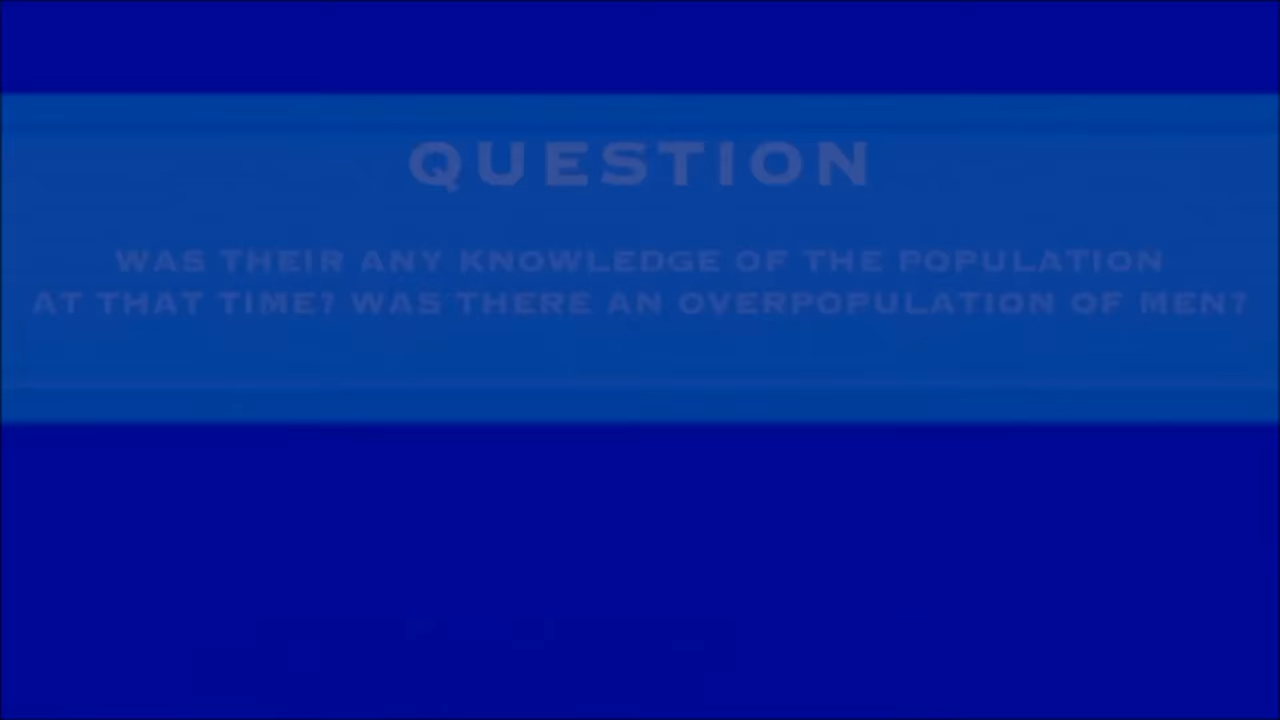 QUESTION
WAS THEIR ANY KNOWLEDGE OF THE POPULATION
AT THAT TIME? WAS THERE AN OVERPOPULATION OF MEN?